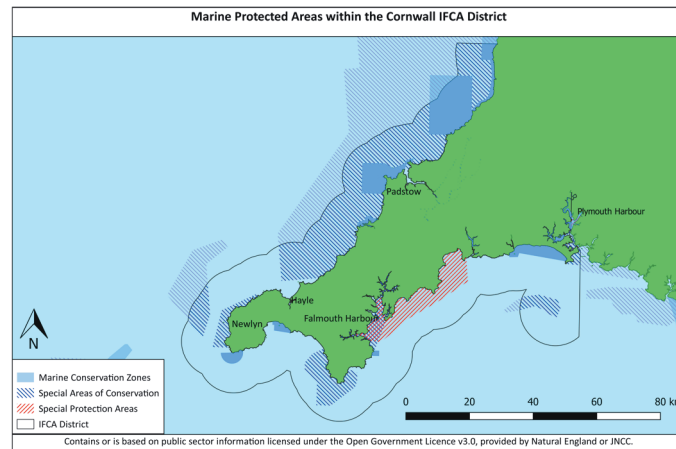 Marine Protected Areas within the Cornwall IFCA District
Padstow
Plymouth Harbour
Hayle
Falmouth Harbour
Newlyn
N
Marine Conservation Zones
Special Areas of Conservation
Special Protection Areas
IFCA District
0 20 40 60 80 km
Contains or is based on public sector information licensed under the Open Government Licence v3.0, provided by Natural England or JNCC.